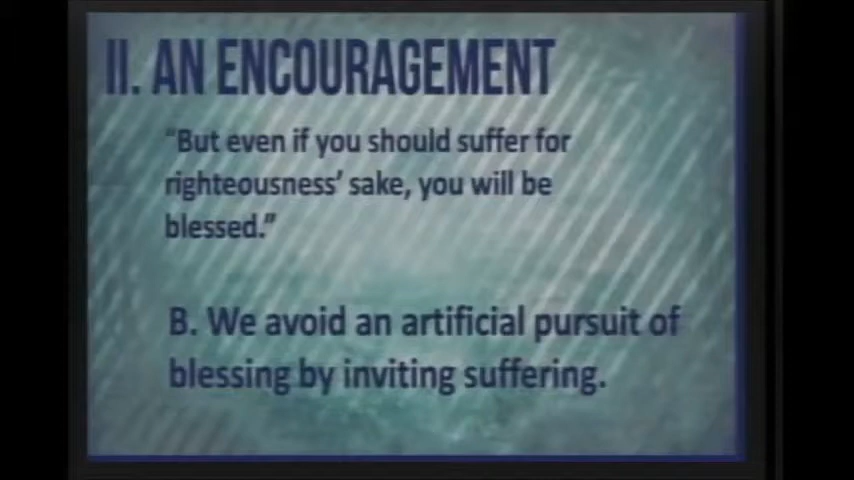 II. AN ENCOURAGEMENT
"But even if you should suffer for
righteousness' sake, you will be
blessed."
B. We avoid an artificial pursuit of
blessing by inviting suffering.